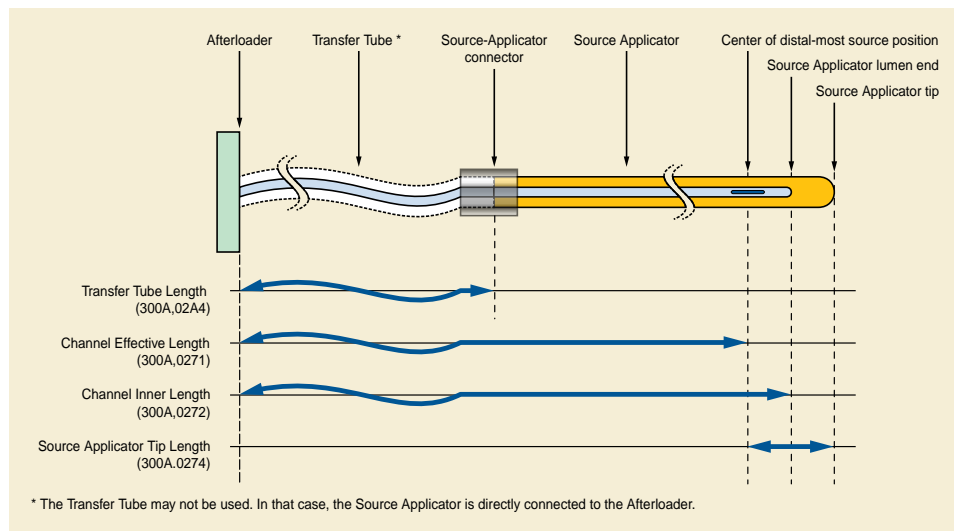 Afterloader
Transfer Tube *
Source-Applicator
connector
Source Applicator
Center of distal-most source position
Source Applicator lumen end
Source Applicator tip
Transfer Tube Length
(300A,02A4)
Channel Effective Length
(300A,0271)
Channel Inner Length
(300A,0272)
Source Applicator Tip Length
(300A.0274)
* The Transfer Tube may not be used. In that case, the Source Applicator is directly connected to the Afterloader.